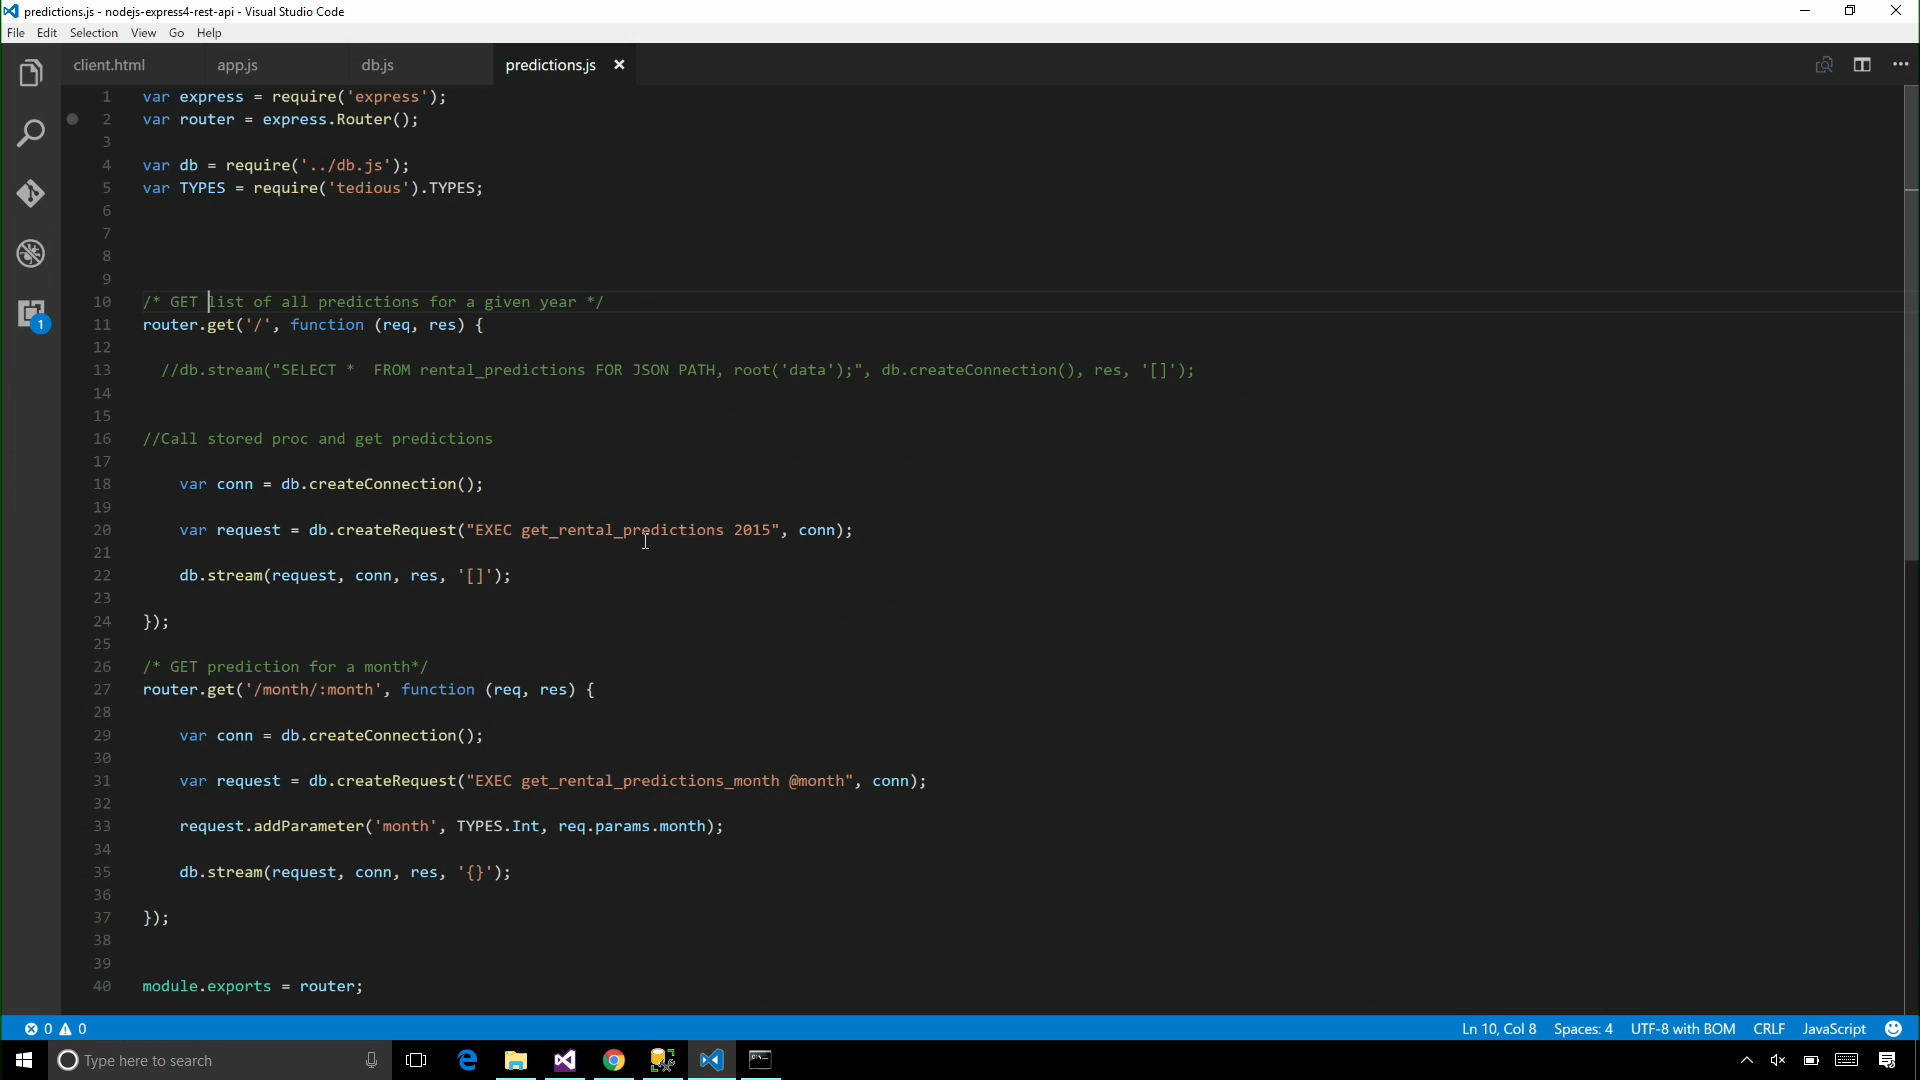 predictions.js - nodejs-express4-rest-api - Visual Studio Code
File Edit Selection View Go Help
client.html app.js db.js predictions.js
1 var express = require('express');
2 var router = express.Router();
3
4 var db = require('../db.js');
5 var TYPES = require('tedious').TYPES;
6
7
8
9
10 /* GET list of all predictions for a given year */
11 router.get('/', function (req, res) {
12
13 //db.stream("SELECT *  FROM rental_predictions FOR JSON PATH, root('data');", db.createConnection(), res, '[]');
14
15
16 //Call stored proc and get predictions
17
18 var conn = db.createConnection();
19
20 var request = db.createRequest("EXEC get_rental_predictions 2015", conn);
21
22 db.stream(request, conn, res, '[]');
23
24 });
25
26 /* GET prediction for a month*/
27 router.get('/month/:month', function (req, res) {
28
29 var conn = db.createConnection();
30
31 var request = db.createRequest("EXEC get_rental_predictions_month @month", conn);
32
33 request.addParameter('month', TYPES.Int, req.params.month);
34
35 db.stream(request, conn, res, '{}');
36
37 });
38
39
40 module.exports = router;
1
0 0 Ln 10, Col 8 Spaces: 4 UTF-8 with BOM CRLF JavaScript
Type here to search